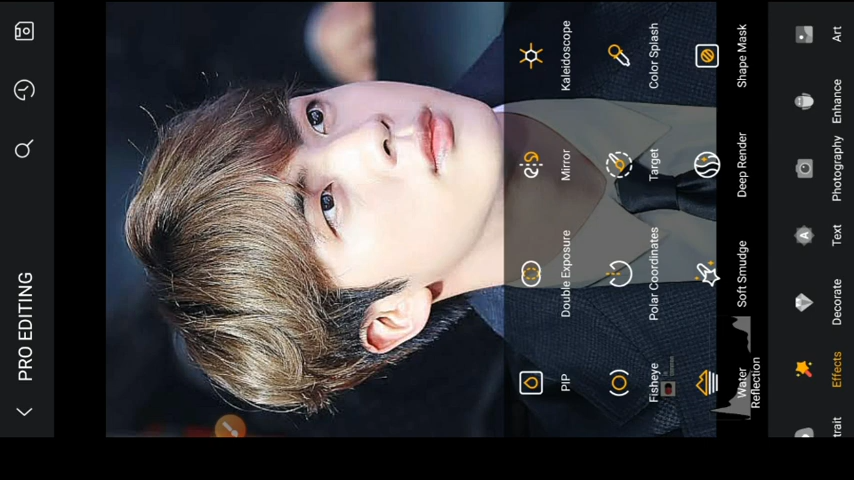 PRO EDITING
PIP
Double Exposure
Mirror
Kaleidoscope
Fisheye
Polar Coordinates
Target
Color Splash
Water
Reflection
Soft Smudge
Deep Render
Shape Mask
trait
Effects
Decorate
Text
Photography
Enhance
Art